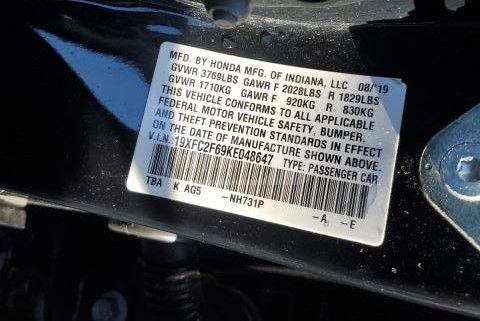 MFD. BY HONDA MFG. OF INDIANA, LLC 08/'19
GVWR 3769LBS GAWR F 2028LBS R 1829LBS
GVWR 1710KG GAWR F 920KG R 830KG
THIS VEHICLE CONFORMS TO ALL APPLICABLE
FEDERAL MOTOR VEHICLE SAFETY, BUMPER,
AND THEFT PREVENTION STANDARDS IN EFFECT
ON THE DATE OF MANUFACTURE SHOWN ABOVE.
V.I.N.:19XFC2F69KE048647 TYPE: PASSENGER CAR
TBA K AG5 -NH731P -A -E